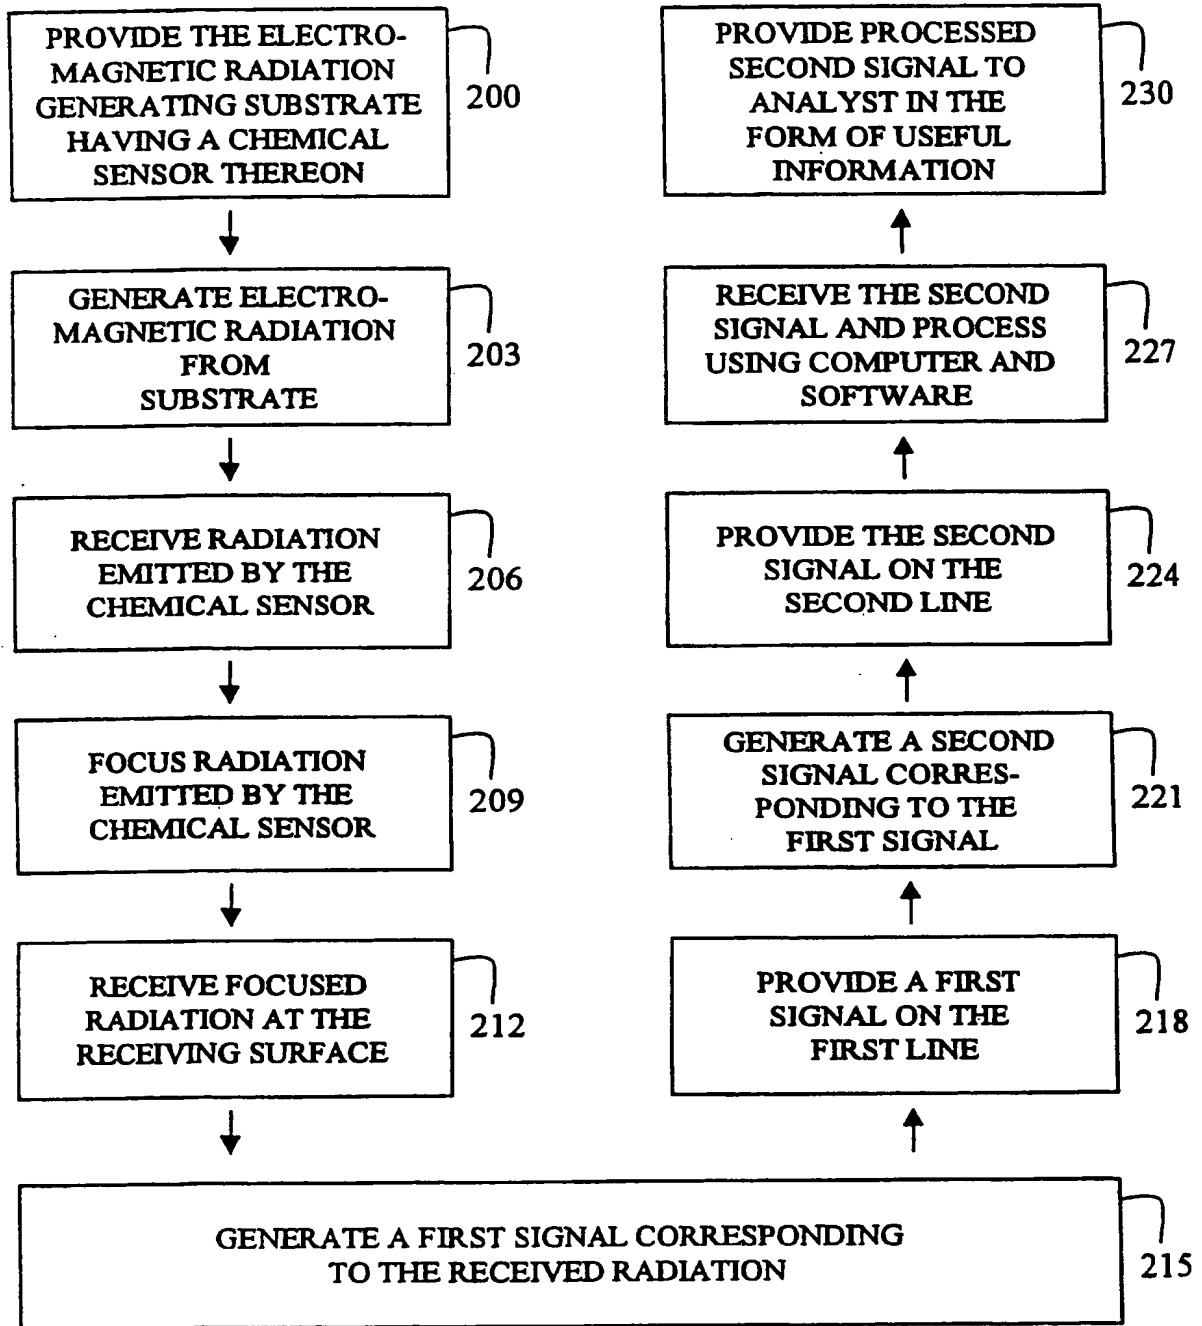 PROVIDE THE ELECTRO-
MAGNETIC RADIATION
GENERATING SUBSTRATE
HAVING A CHEMICAL
SENSOR THEREON
200
GENERATE ELECTRO-
MAGNETIC RADIATION
FROM
SUBSTRATE
203
RECEIVE RADIATION
EMITTED BY THE
CHEMICAL SENSOR
206
FOCUS RADIATION
EMITTED BY THE
CHEMICAL SENSOR
209
RECEIVE FOCUSED
RADIATION AT THE
RECEIVING SURFACE
212
GENERATE A FIRST SIGNAL CORRESPONDING
TO THE RECEIVED RADIATION
215
PROVIDE A FIRST
SIGNAL ON THE
FIRST LINE
218
GENERATE A SECOND
SIGNAL CORRES-
PONDING TO THE
FIRST SIGNAL
221
PROVIDE THE SECOND
SIGNAL ON THE
SECOND LINE
224
RECEIVE THE SECOND
SIGNAL AND PROCESS
USING COMPUTER AND
SOFTWARE
227
PROVIDE PROCESSED
SECOND SIGNAL TO
ANALYST IN THE
FORM OF USEFUL
INFORMATION
230